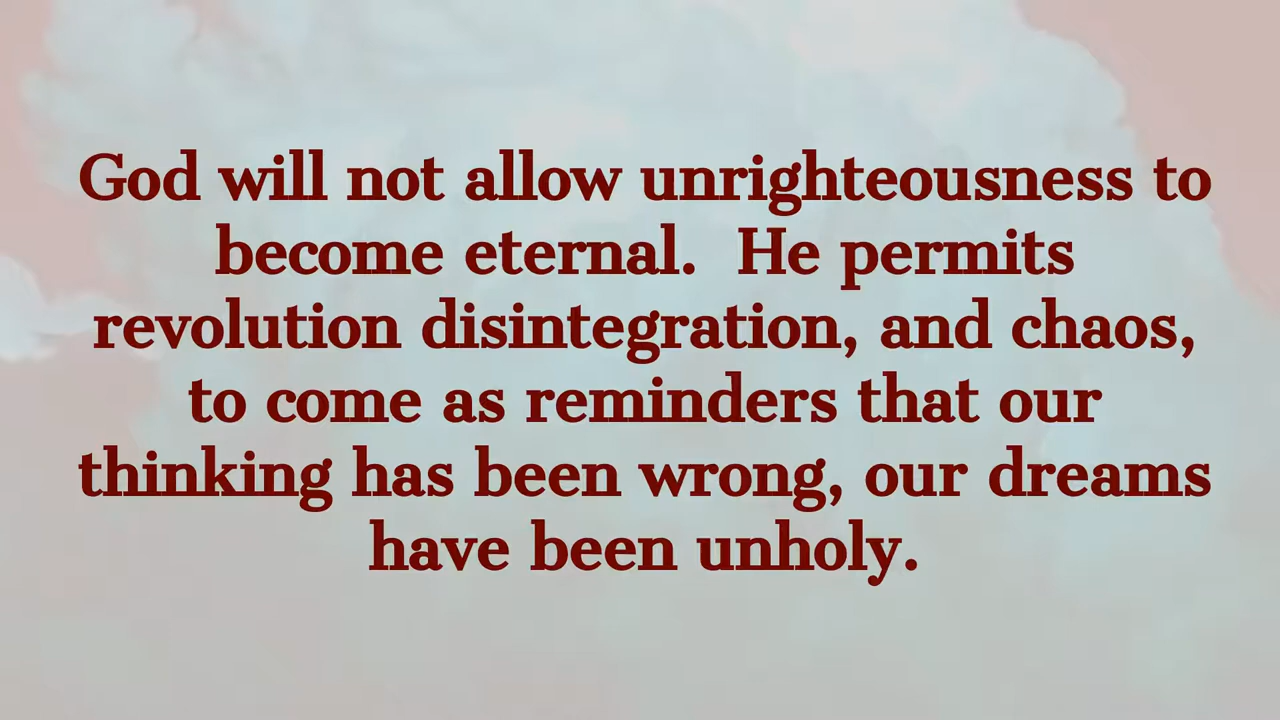 God will not allow unrighteousness to
become eternal.  He permits
revolution disintegration, and chaos,
to come as reminders that our
thinking has been wrong, our dreams
have been unholy.